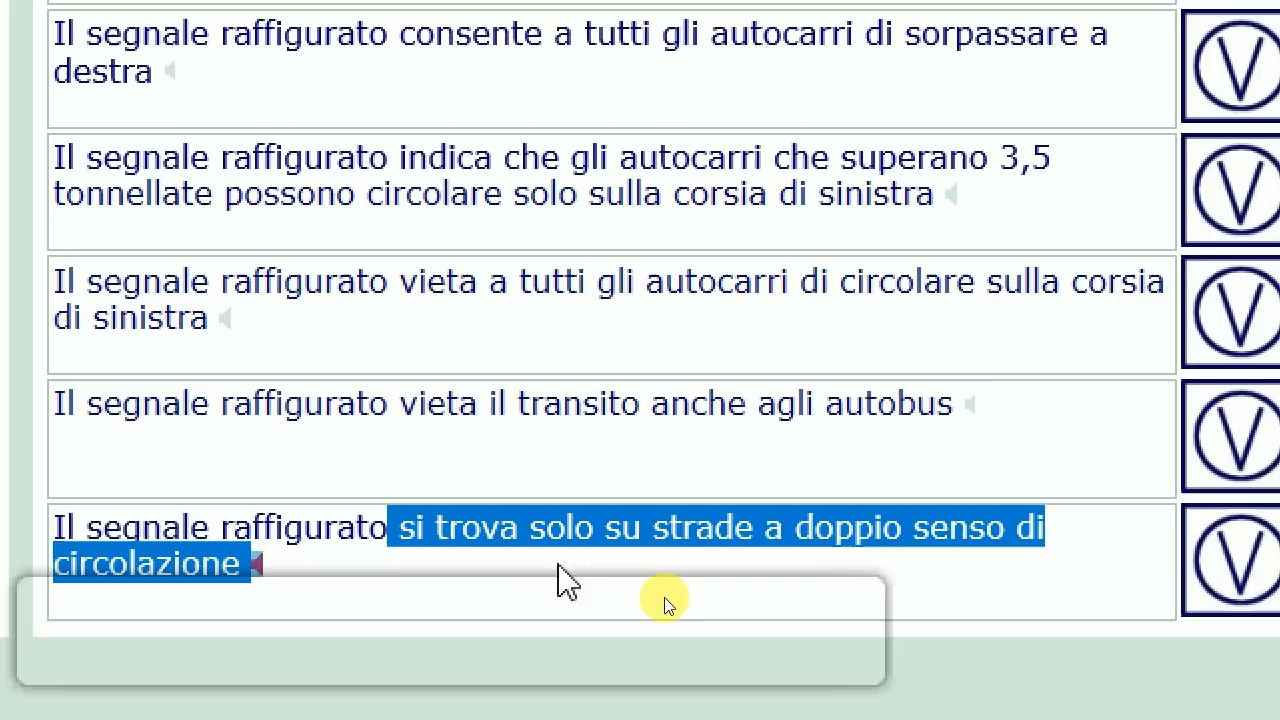 Il segnale raffigurato consente a tutti gli autocarri di sorpassare a
destra
V
Il segnale raffigurato indica che gli autocarri che superano 3,5
tonnellate possono circolare solo sulla corsia di sinistra
V
Il segnale raffigurato vieta a tutti gli autocarri di circolare sulla corsia
di sinistra
V
Il segnale raffigurato vieta il transito anche agli autobus
V
Il segnale raffigurato si trova solo su strade a doppio senso di
circolazione
V